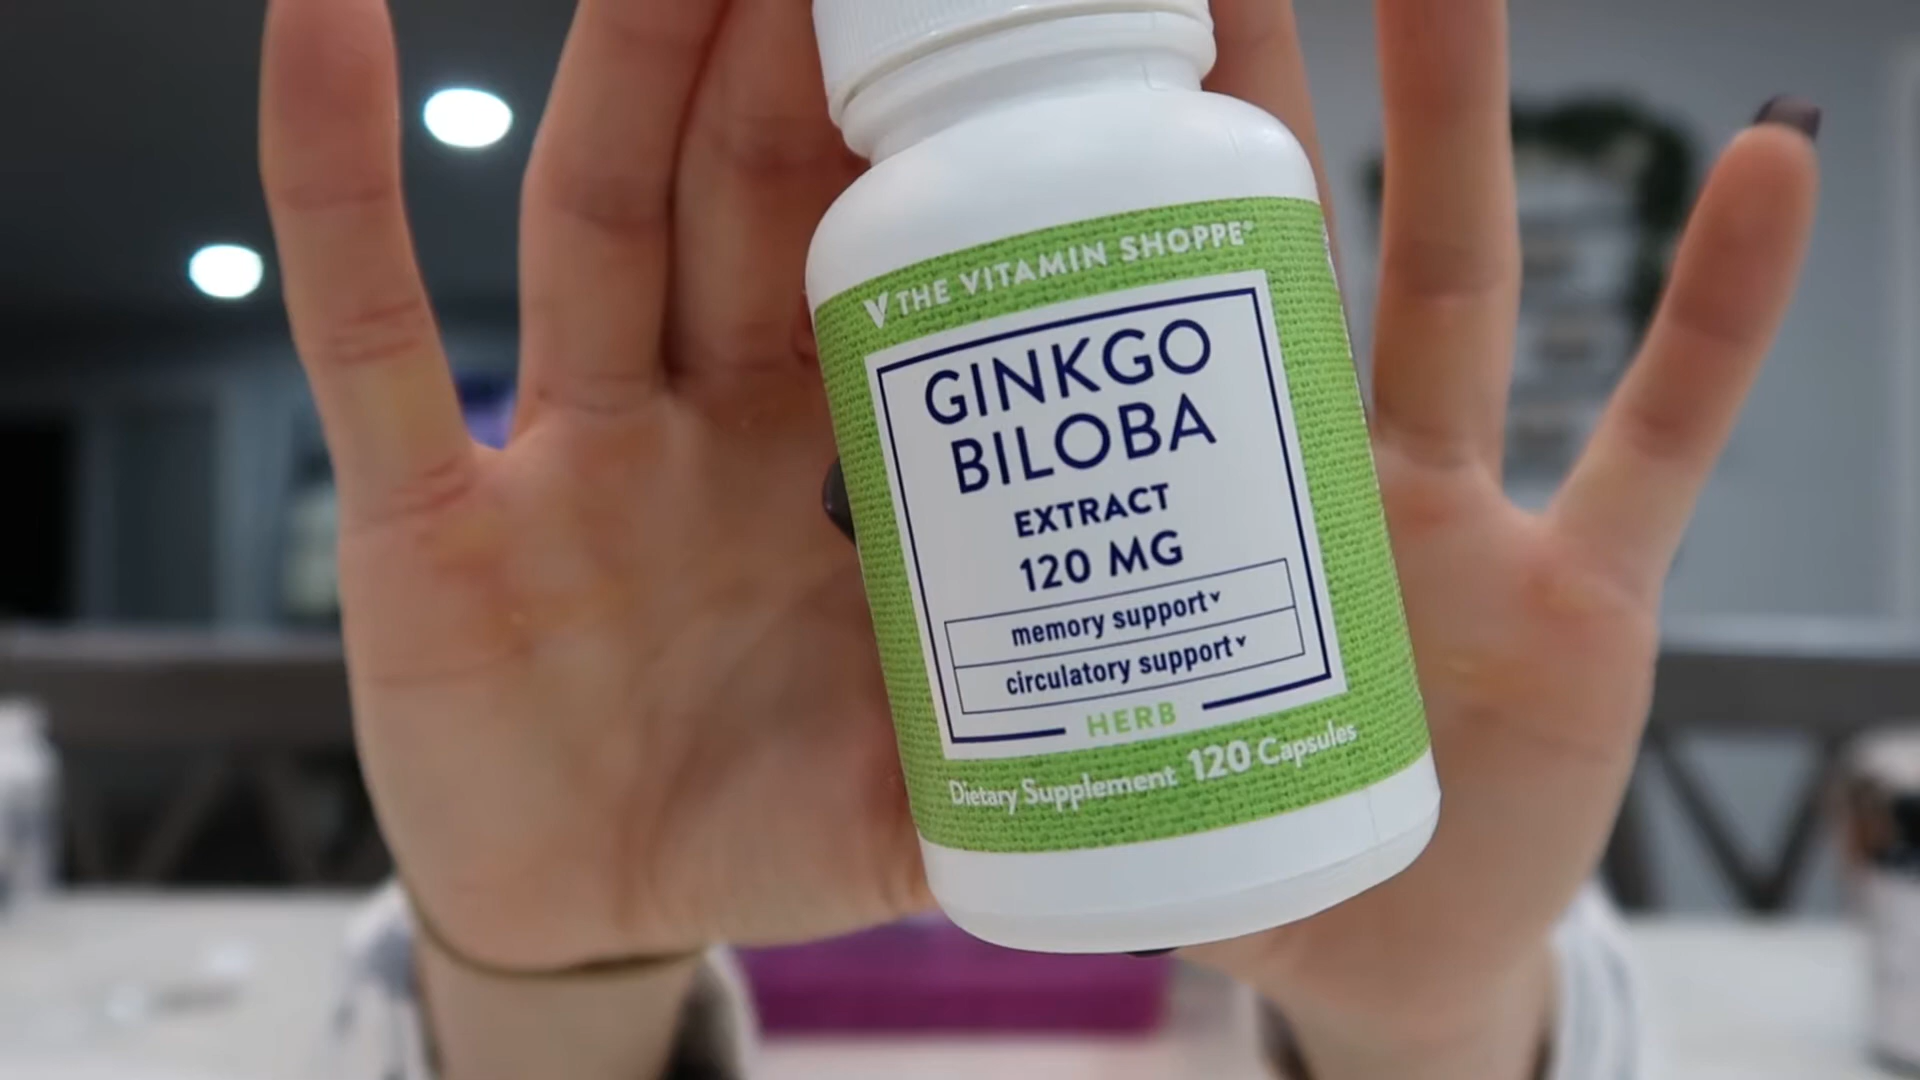 THE VITAMIN SHOPPE®
GINKGO
BILOBA
EXTRACT
120 MG
memory support˅
circulatory support˅
HERB
Dietary Supplement 120 Capsules